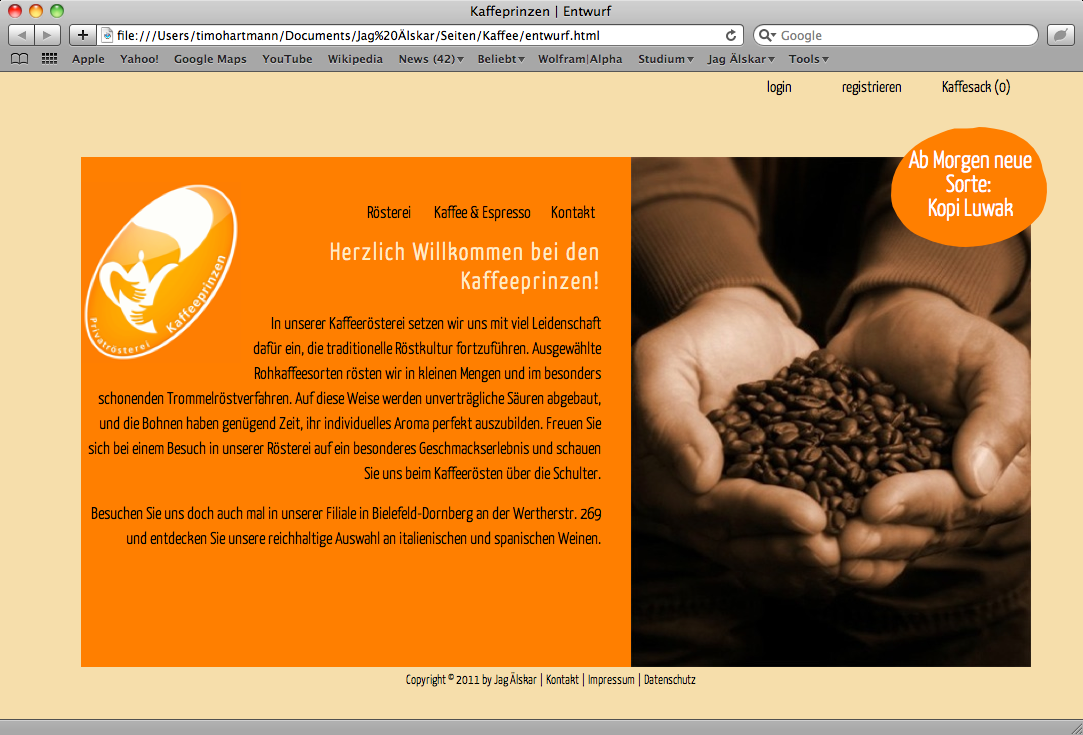 Kaffeprinzen | Entwurf
file:///Users/timohartmann/Documents/Jag%20Älskar/Seiten/Kaffee/entwurf.html
Google
Apple Yahoo! Google Maps YouTube Wikipedia News (42) Beliebt Wolfram|Alpha Studium Jag Älskar Tools
login registrieren Kaffesack (0)
Ab Morgen neue
Sorte:
Kopi Luwak
Rösterei Kaffee & Espresso Kontakt
Privatrösterei Kaffeeprinzen
Herzlich Willkommen bei den
Kaffeeprinzen!
In unserer Kaffeerösterei setzen wir uns mit viel Leidenschaft
dafür ein, die traditionelle Röstkultur fortzuführen. Ausgewählte
Rohkaffeesorten rösten wir in kleinen Mengen und im besonders
schonenden Trommelröstverfahren. Auf diese Weise werden unverträgliche Säuren abgebaut,
und die Bohnen haben genügend Zeit, ihr individuelles Aroma perfekt auszubilden. Freuen Sie
sich bei einem Besuch in unserer Rösterei auf ein besonderes Geschmackserlebnis und schauen
Sie uns beim Kaffeerösten über die Schulter.
Besuchen Sie uns doch auch mal in unserer Filiale in Bielefeld-Dornberg an der Wertherstr. 269
und entdecken Sie unsere reichhaltige Auswahl an italienischen und spanischen Weinen.
Copyright © 2011 by Jag Älskar | Kontakt | Impressum | Datenschutz